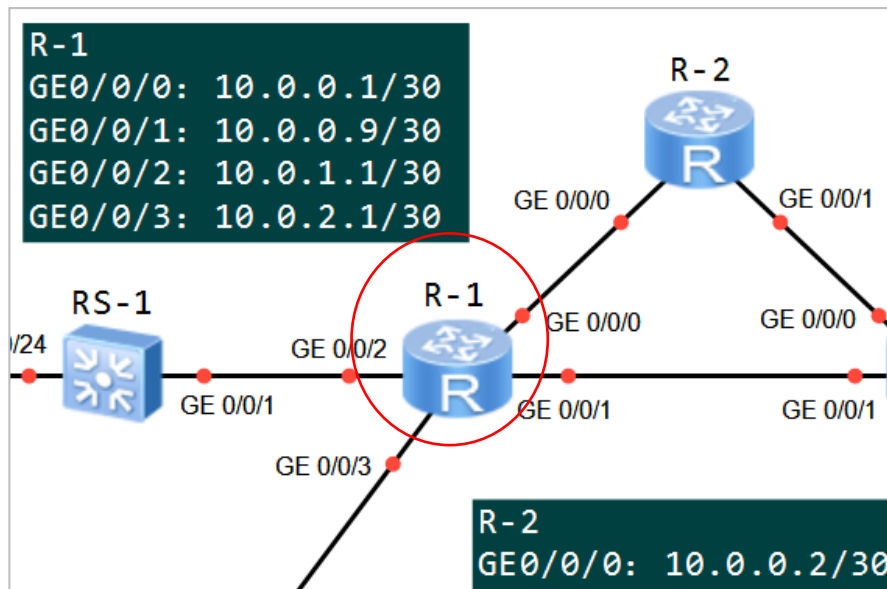 R-1
GE0/0/0: 10.0.0.1/30
GE0/0/1: 10.0.0.9/30
GE0/0/2: 10.0.1.1/30
GE0/0/3: 10.0.2.1/30
R-2
GE 0/0/0
GE 0/0/1
RS-1
R-1
GE 0/0/0
GE 0/0/0
/24
GE 0/0/2
R
R
GE 0/0/1
GE 0/0/1
GE 0/0/1
GE 0/0/3
R-2
GE0/0/0: 10.0.0.2/30